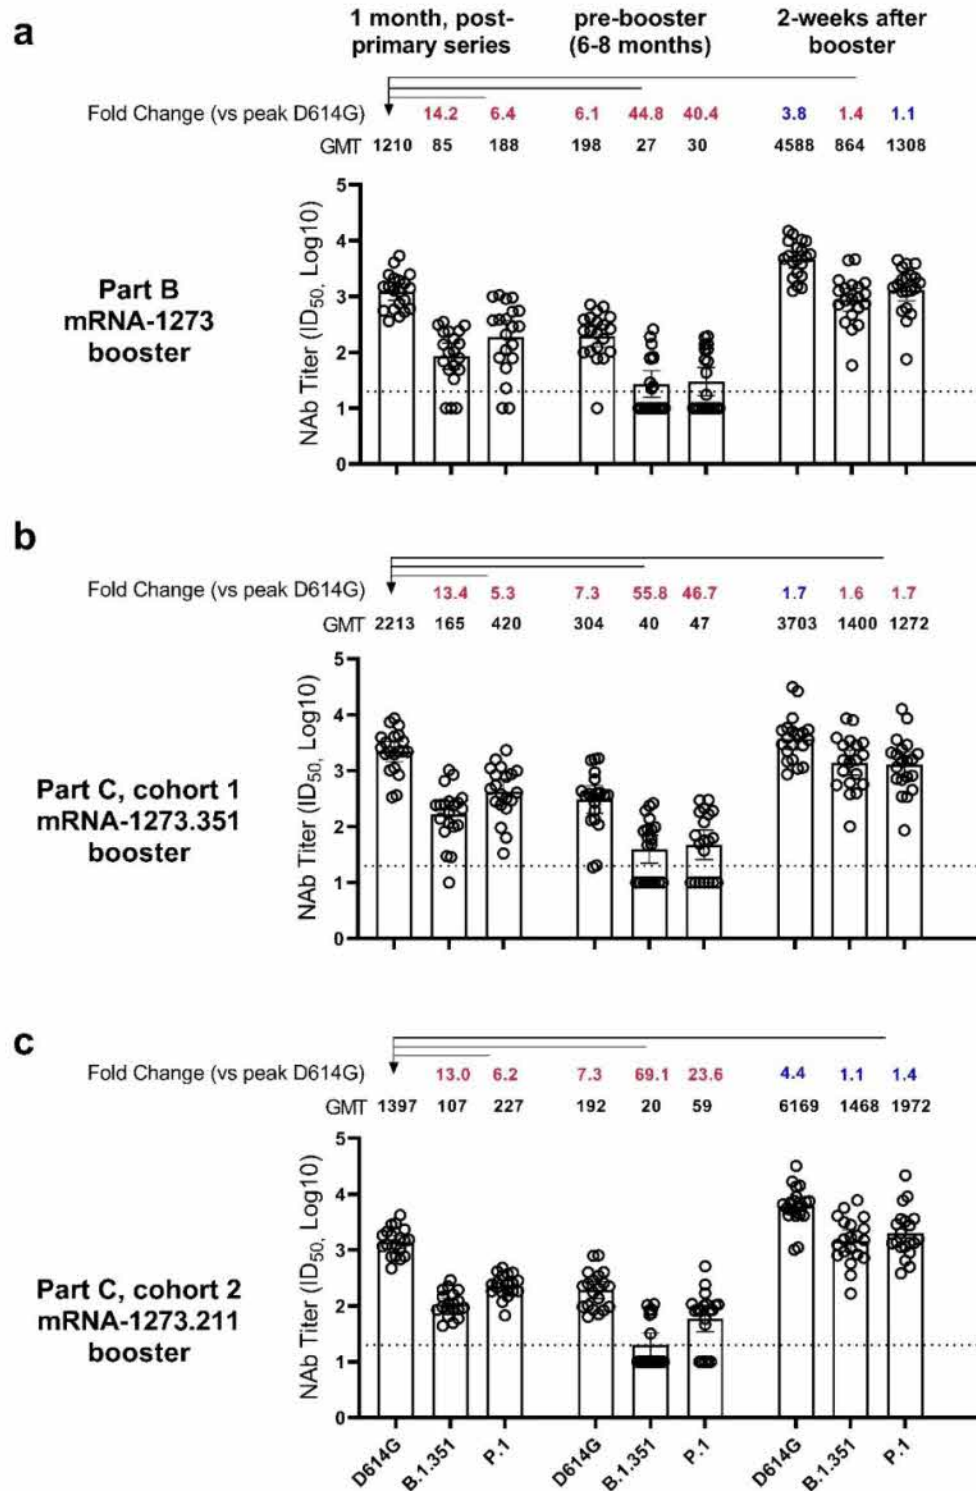 a
1 month, post-
primary series
pre-booster
(6-8 months)
2-weeks after
booster
Fold Change (vs peak D614G) 14.2 6.4 6.1 44.8 40.4 3.8 1.4 1.1
GMT 1210 85 188 198 27 30 4588 864 1308
Part B
mRNA-1273
booster
NAb Titer (ID50, Log10)
5
4
3
2
1
0
b
Fold Change (vs peak D614G) 13.4 5.3 7.3 55.8 46.7 1.7 1.6 1.7
GMT 2213 165 420 304 40 47 3703 1400 1272
Part C, cohort 1
mRNA-1273.351
booster
NAb Titer (ID50, Log10)
5
4
3
2
1
0
c
Fold Change (vs peak D614G) 13.0 6.2 7.3 69.1 23.6 4.4 1.1 1.4
GMT 1397 107 227 192 20 59 6169 1468 1972
Part C, cohort 2
mRNA-1273.211
booster
NAb Titer (ID50, Log10)
5
4
3
2
1
0
D614G B.1.351 P.1 D614G B.1.351 P.1 D614G B.1.351 P.1